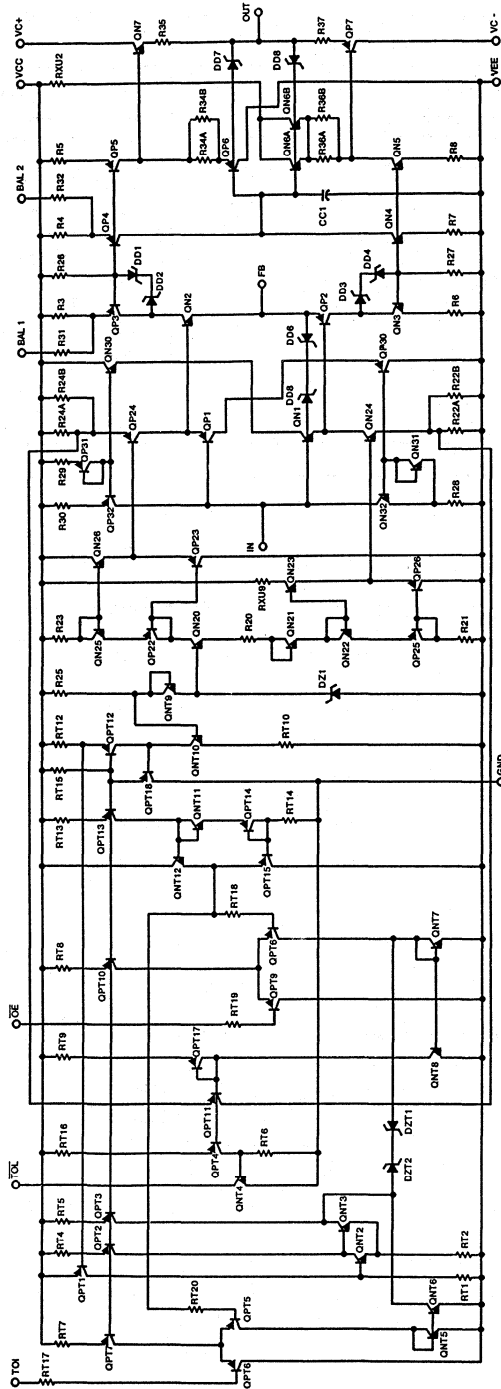 TOI
T̅O̅L̅
O̅E̅
BAL 1
BAL 2
VCC
VC+
RT17
RT7
RT4
RT5
RT16
RT9
RT8
RT13
RT15
RT12
R25
R23
R30
R29
R24A
R24B
R31
R3
R26
R4
R32
R5
RXU2
QPT7
QPT1
QPT2
QPT3
QPT10
QPT13
QPT12
QN25
QN26
QP32
QP31
QN30
QP3
QP4
QP5
QN7
R35
DD1
DD2
QPT18
QNT9
QP22
QP23
QP24
QN2
QPT17
QNT12
QNT11
QNT10
QN20
QP1
R34A
R34B
RT20
QPT4
QPT11
RT19
RT18
QPT14
QPT15
QP6
DD7
OUT
QPT6
QPT5
QNT4
RT6
QPT9
QPT6
RT14
RT10
R20
RXU9
IN
FB
QN21
QN23
QN1
DD8
DD6
QP2
CC1
QN6A
QN6B
DD8
R36A
R36B
R37
QNT2
QNT3
DZT2
DZT1
DZ1
QN22
QN24
QP30
DD3
DD4
QNT5
QNT6
QNT8
QNT7
QP25
QP26
QN32
QN31
QN3
QN4
QN5
QP7
RT1
RT2
R21
R28
R22A
R22B
R6
R27
R7
R8
GND
VEE
VC -